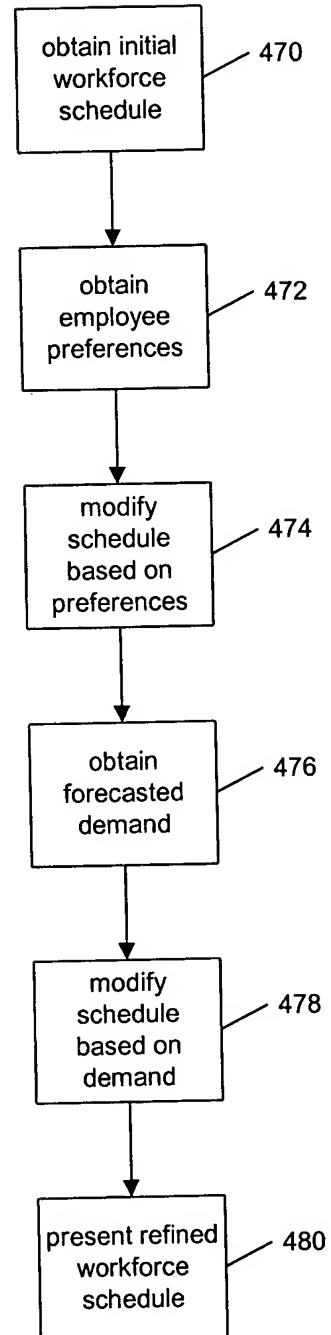 obtain initial
workforce
schedule
470
obtain
employee
preferences
472
modify
schedule
based on
preferences
474
obtain
forecasted
demand
476
modify
schedule
based on
demand
478
present refined
workforce
schedule
480